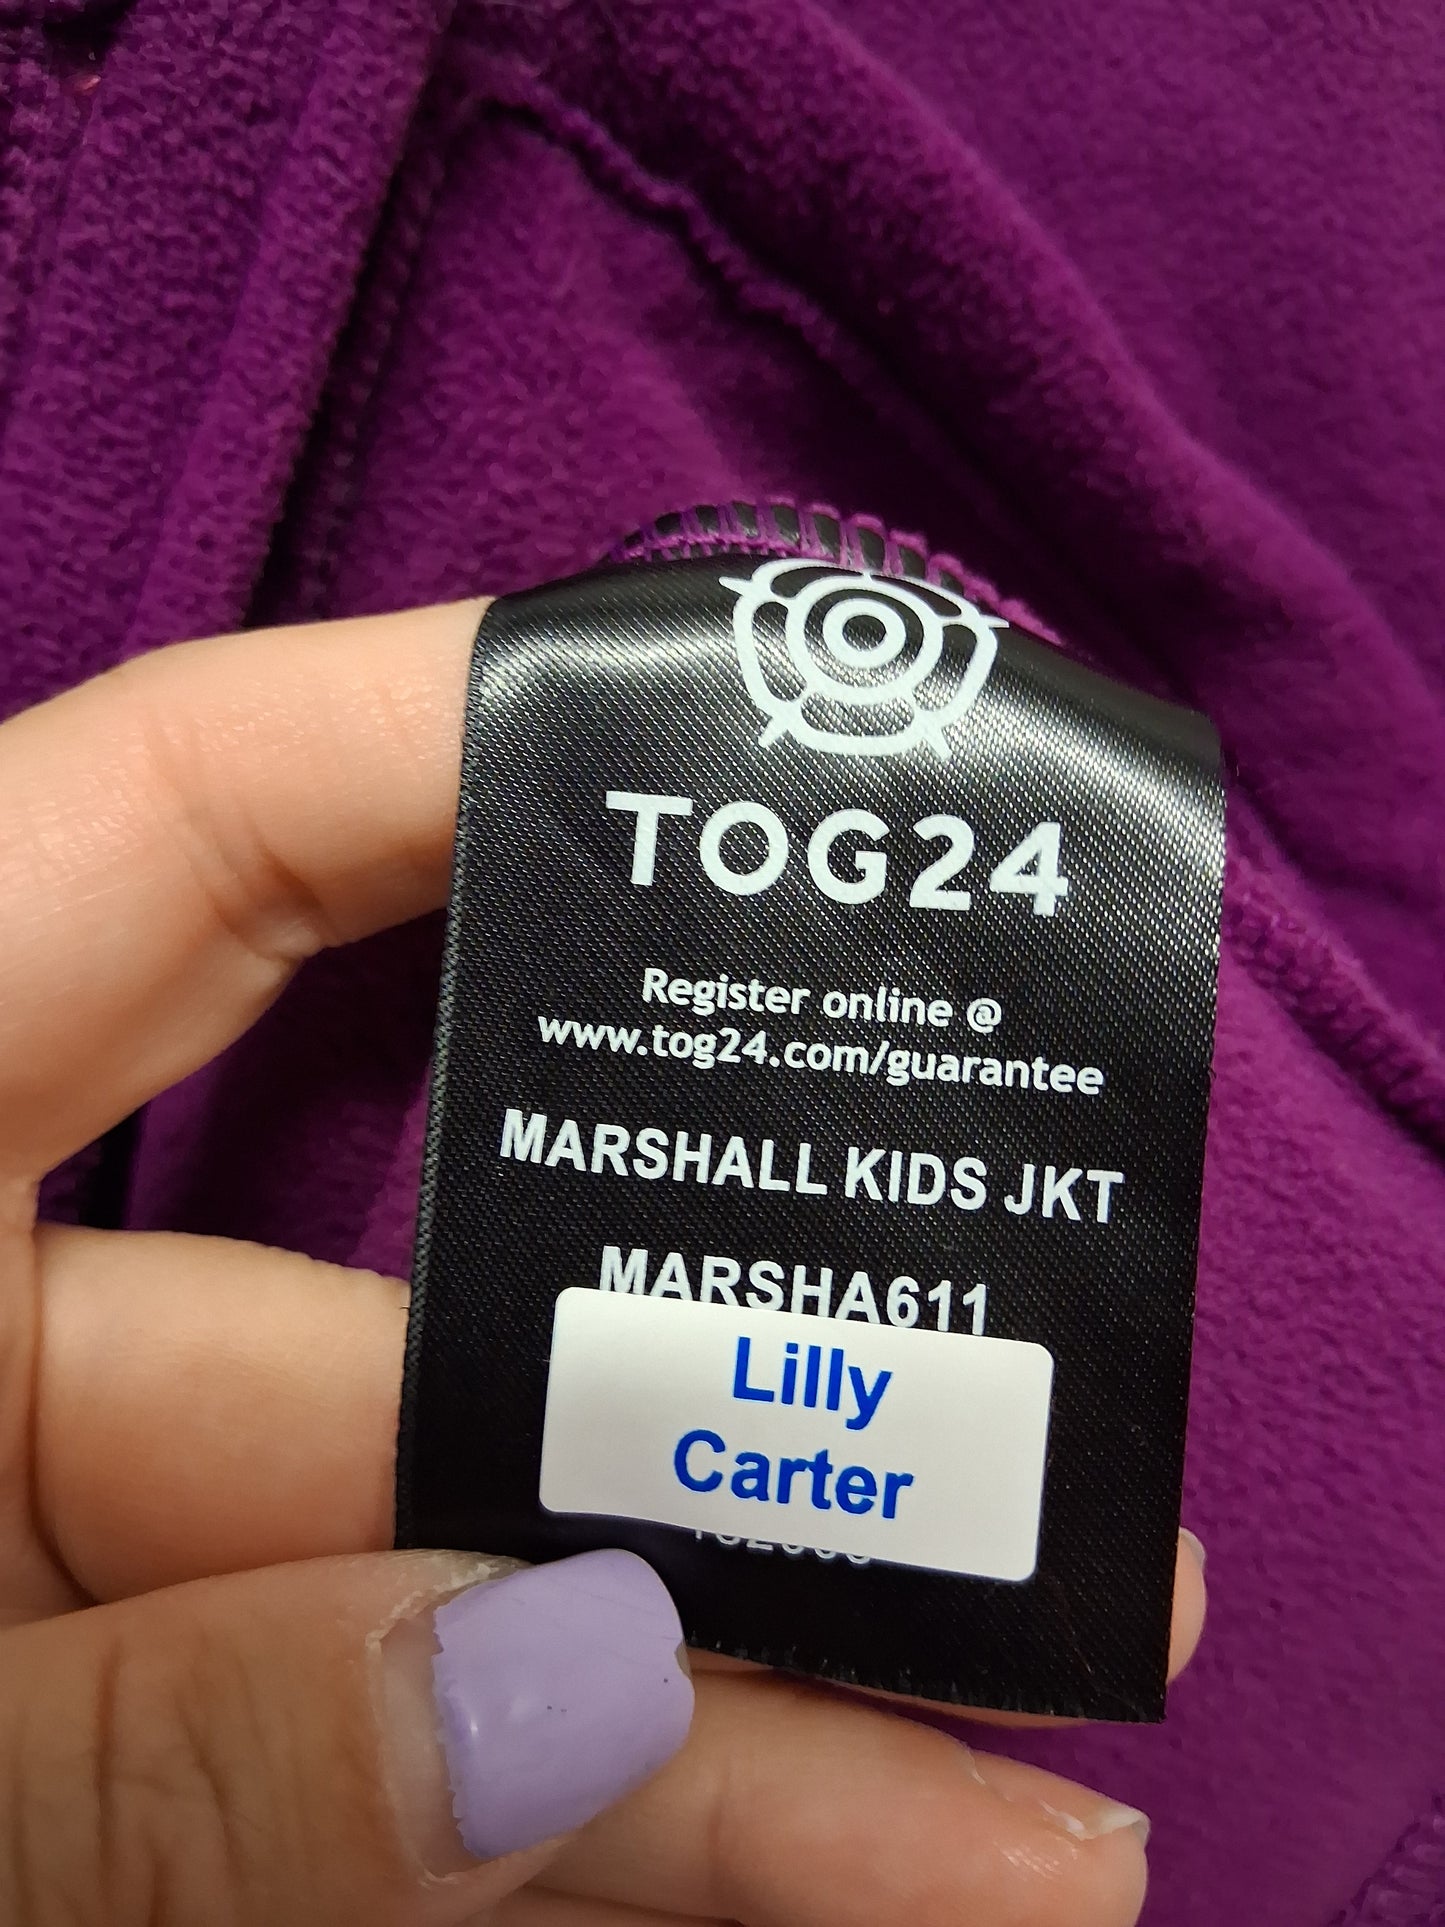 TOG24
Register online @
www.tog24.com/guarantee
MARSHALL KIDS JKT
MARSHA611
Lilly
Carter